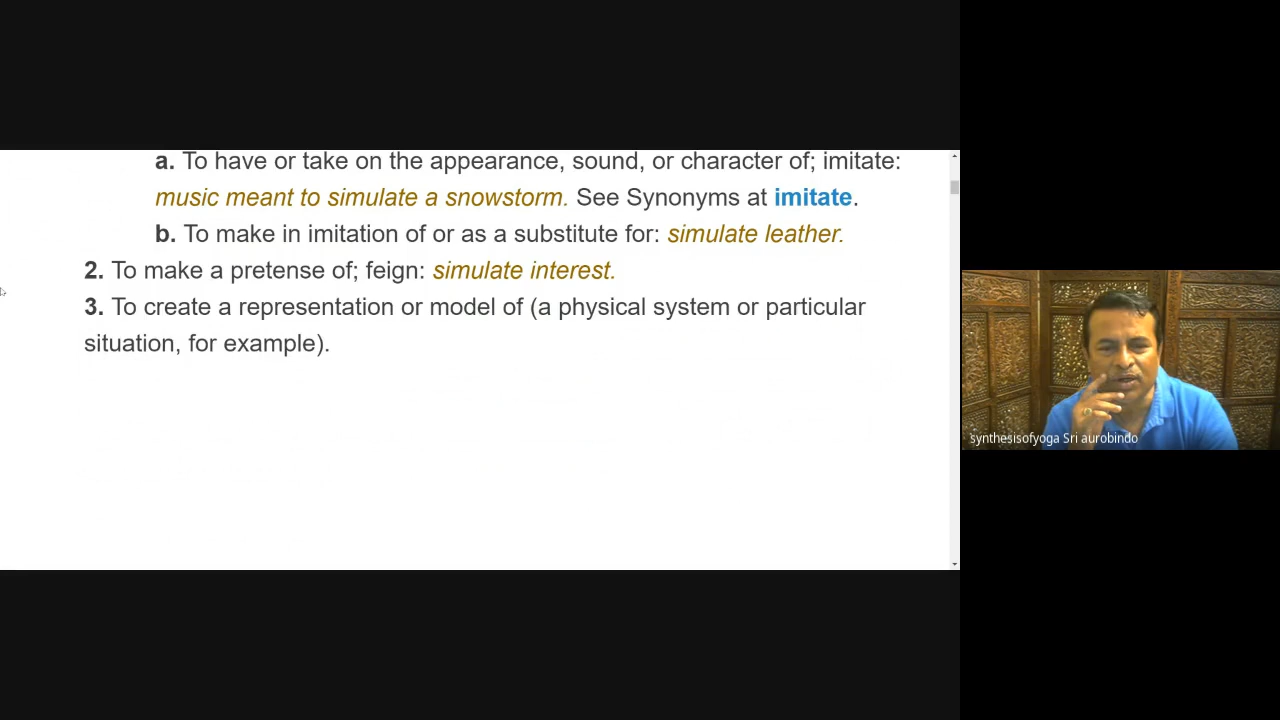 a. To have or take on the appearance, sound, or character of; imitate:
music meant to simulate a snowstorm. See Synonyms at imitate.
b. To make in imitation of or as a substitute for: simulate leather.
2. To make a pretense of; feign: simulate interest.
3. To create a representation or model of (a physical system or particular
situation, for example).
synthesisofyoga Sri aurobindo